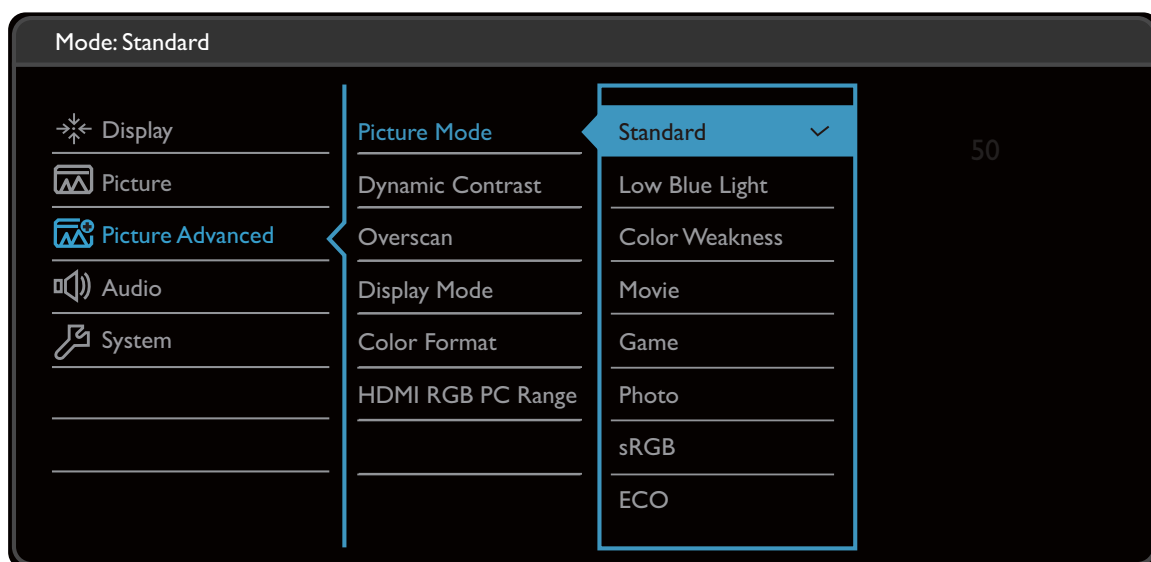 Mode: Standard
Display
Picture
Picture Advanced
Audio
System
Picture Mode
Dynamic Contrast
Overscan
Display Mode
Color Format
HDMI RGB PC Range
Standard
Low Blue Light
Color Weakness
Movie
Game
Photo
sRGB
ECO
50